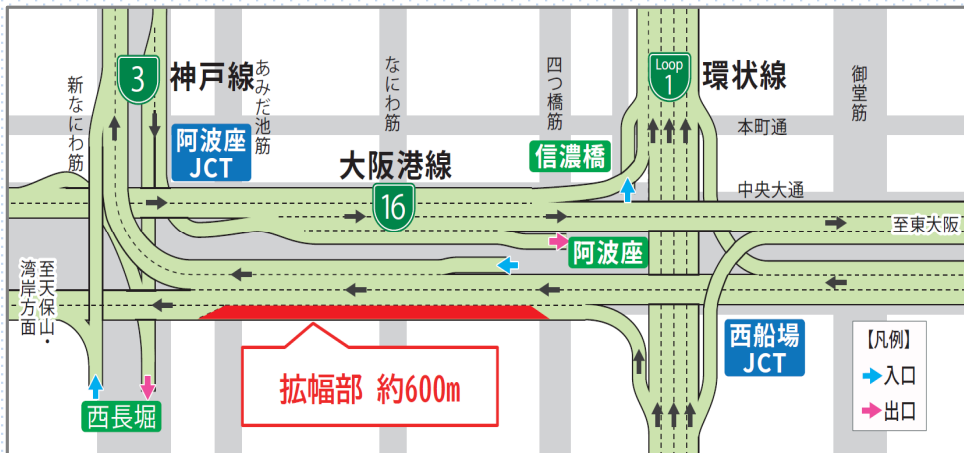 3
神戸線
新なにわ筋
阿波座
JCT
あみだ池筋
なにわ筋
四つ橋筋
Loop
1
環状線
御堂筋
本町通
信濃橋
大阪港線
16
中央大通
至東大阪
阿波座
至天保山・
湾岸方面
拡幅部 約600m
西船場
JCT
【凡例】
入口
出口
西長堀